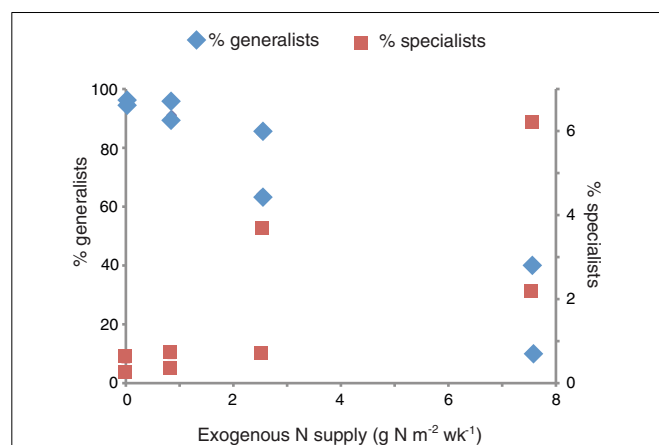 % generalists % specialists
100
80
60
40
20
0
% generalists
6
4
2
0
% specialists
0 2 4 6 8
Exogenous N supply (g N m-2 wk-1)